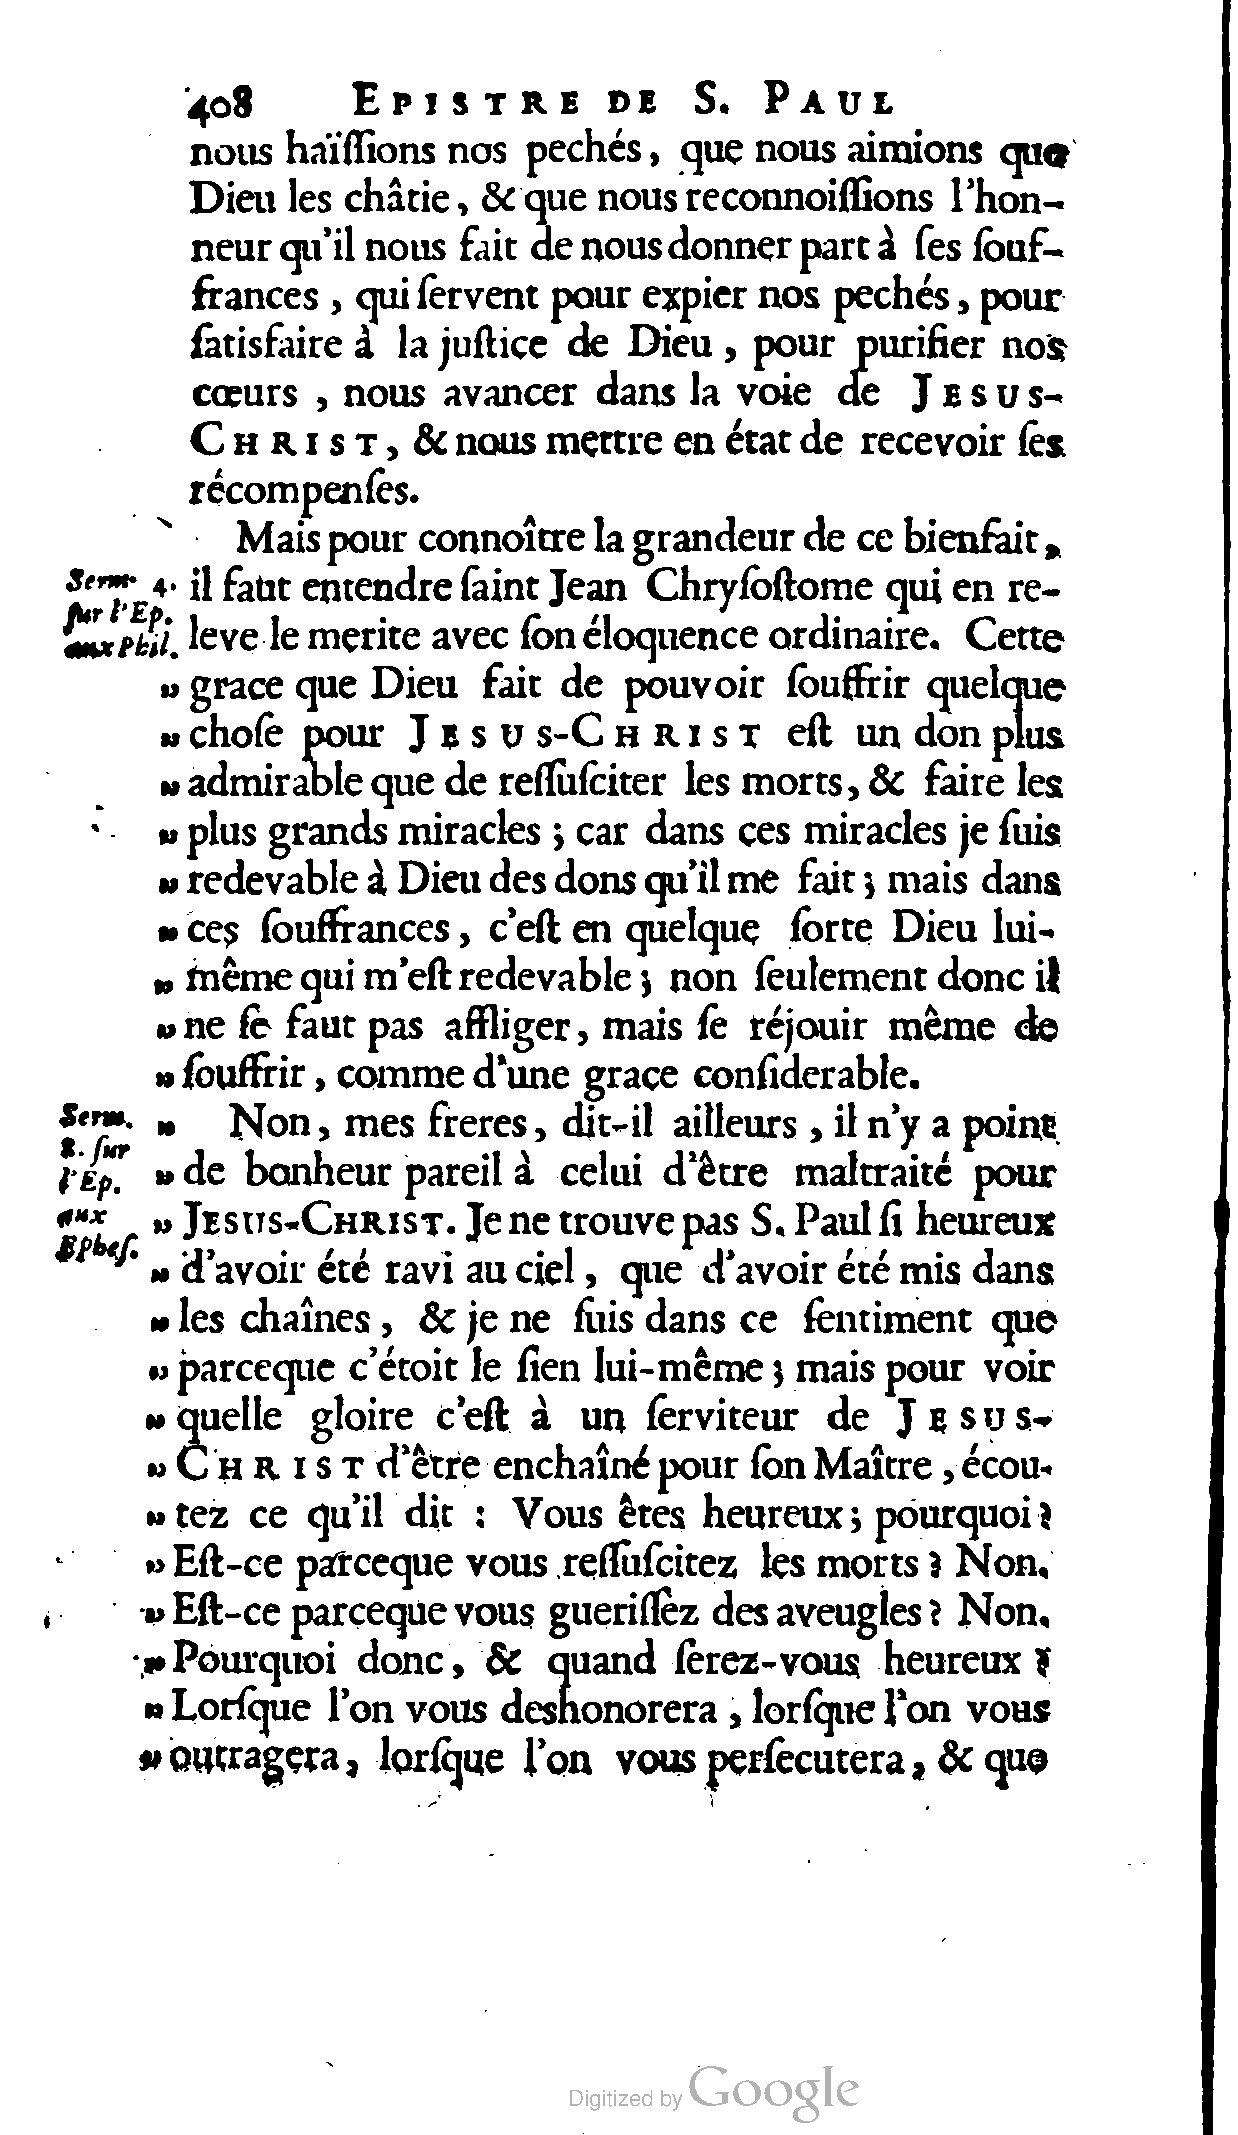 408 EPISTRE DE S. PAUL
nous haïſſions nos pechés, que nous aimions que
Dieu les châtie, & que nous reconnoiſſions l'hon-
neur qu'il nous fait de nous donner part à ſes ſouf-
frances, qui ſervent pour expier nos pechés, pour
ſatisfaire à la juſtice de Dieu, pour purifier nos
cœurs, nous avancer dans la voie de JESUS-
CHRIST, & nous mettre en état de recevoir ſes
récompenſes.
Mais pour connoître la grandeur de ce bienfait,
Serm. 4. il faut entendre ſaint Jean Chryſoſtome qui en re-
ſur l'Ep.
aux Phil. leve le merite avec ſon éloquence ordinaire. Cette
» grace que Dieu fait de pouvoir ſouffrir quelque
» choſe pour JESUS-CHRIST eſt un don plus
» admirable que de reſſuſciter les morts, & faire les
» plus grands miracles ; car dans ces miracles je ſuis
» redevable à Dieu des dons qu'il me fait ; mais dans
» ces ſouffrances, c'eſt en quelque ſorte Dieu lui-
» même qui m'eſt redevable ; non ſeulement donc il
» ne ſe faut pas affliger, mais ſe réjouir même de
» ſouffrir, comme d'une grace conſiderable.
Serm. » Non, mes freres, dit-il ailleurs, il n'y a point
8. ſur
l'Ep. » de bonheur pareil à celui d'être maltraité pour
aux » JESUS-CHRIST. Je ne trouve pas S. Paul ſi heureux
Epheſ.
» d'avoir été ravi au ciel, que d'avoir été mis dans
» les chaînes, & je ne ſuis dans ce ſentiment que
» parceque c'étoit le ſien lui-même ; mais pour voir
» quelle gloire c'eſt à un ſerviteur de JESUS-
» CHRIST d'être enchaîné pour ſon Maître, écou-
» tez ce qu'il dit : Vous êtes heureux ; pourquoi ?
» Eſt-ce parceque vous reſſuſcitez les morts ? Non.
» Eſt-ce parceque vous gueriſſez des aveugles ? Non.
» Pourquoi donc, & quand ſerez-vous heureux ?
» Lorſque l'on vous deshonorera, lorſque l'on vous
» outragera, lorſque l'on vous perſecutera, & que
Digitized by Google